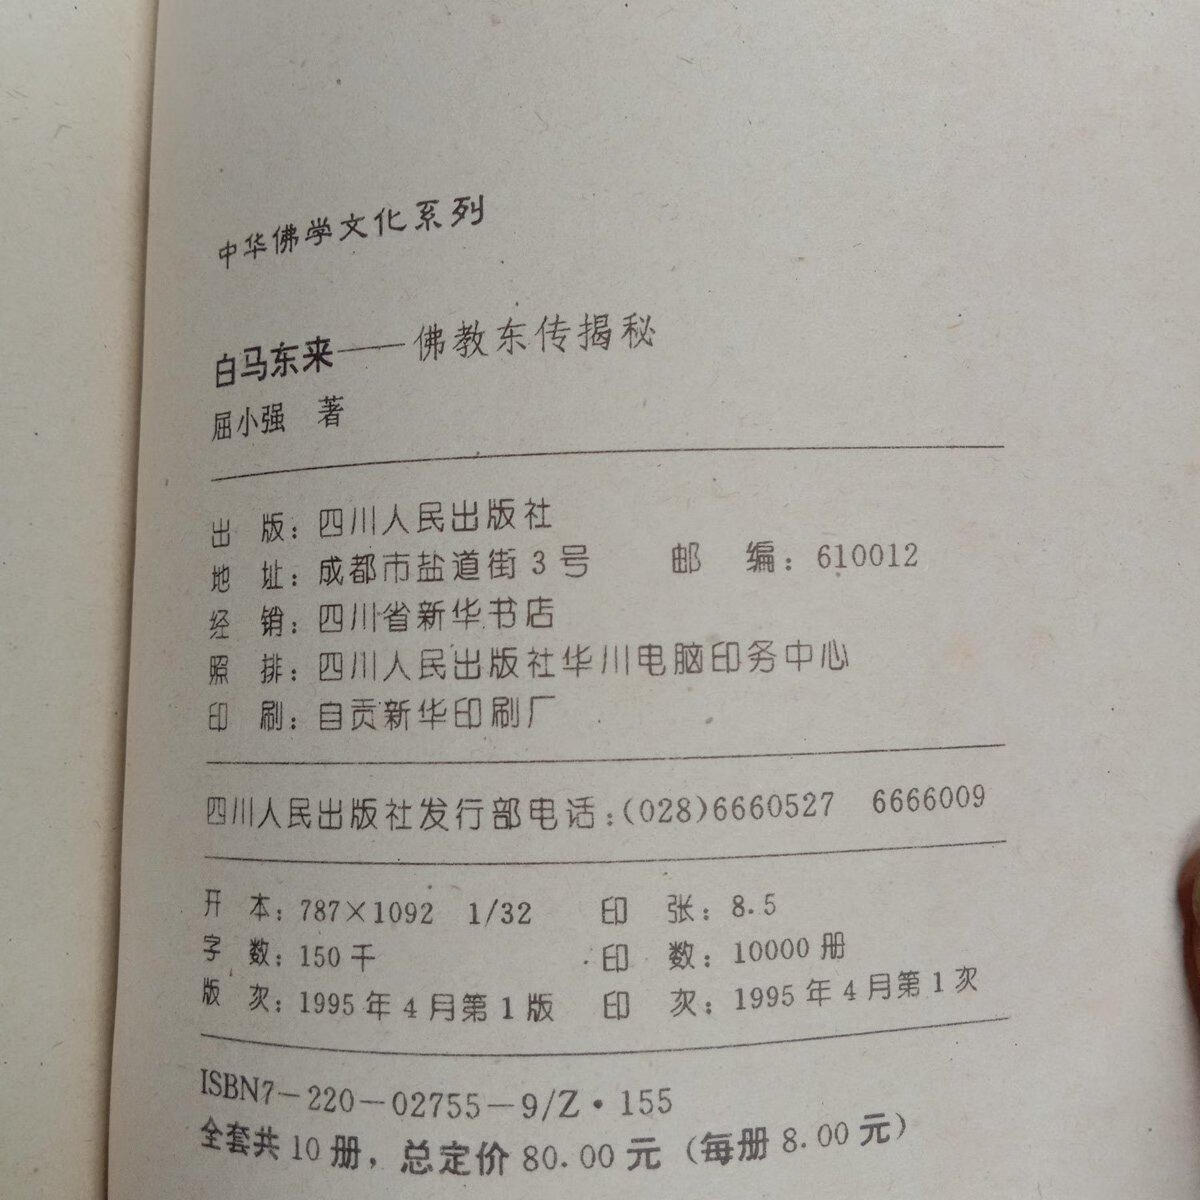 中华佛学文化系列
白马东来——佛教东传揭秘
屈小强 著
出 版：四川人民出版社
地 址：成都市盐道街3号 邮 编：610012
经 销：四川省新华书店
照 排：四川人民出版社华川电脑印务中心
印 刷：自贡新华印刷厂
四川人民出版社发行部电话：(028)6660527 6666009
开 本：787×1092 1/32 印 张：8.5
字 数：150千 印 数：10000册
版 次：1995年4月第1版 印 次：1995年4月第1次
ISBN7－220－02755－9/Z·155
全套共10册，总定价80.00元（每册8.00元）